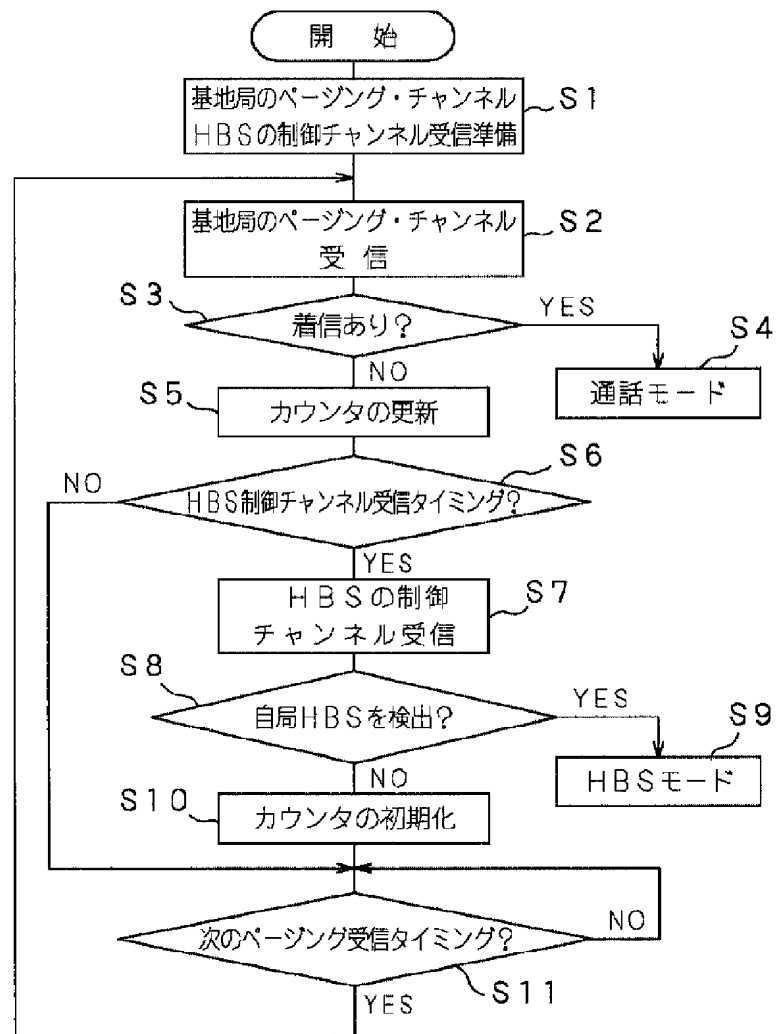 開 始
基地局のページング・チャンネル
HBSの制御チャンネル受信準備
S1
基地局のページング・チャンネル
受 信
S2
S3
着信あり?
YES
S4
通話モード
NO
S5
カウンタの更新
S6
NO
HBS制御チャンネル受信タイミング?
YES
HBSの制御
チャンネル受信
S7
S8
自局HBSを検出?
YES
S9
HBSモード
NO
S10
カウンタの初期化
次のページング受信タイミング?
NO
S11
YES